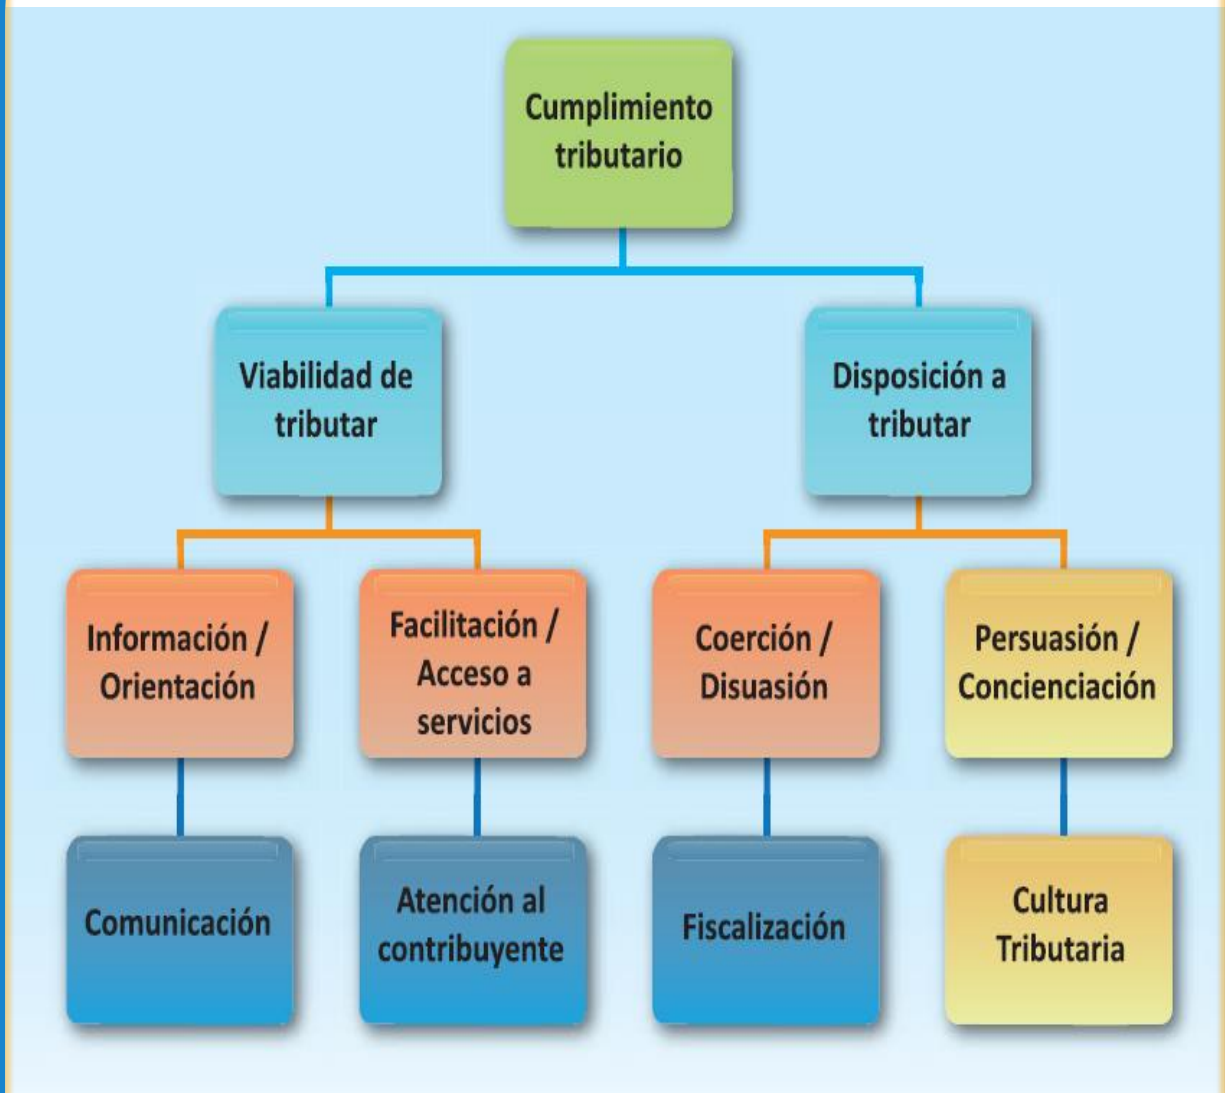 Cumplimiento
tributario
Viabilidad de
tributar
Disposición a
tributar
Información /
Orientación
Facilitación /
Acceso a
servicios
Coerción /
Disuasión
Persuasión /
Concienciación
Comunicación
Atención al
contribuyente
Fiscalización
Cultura
Tributaria